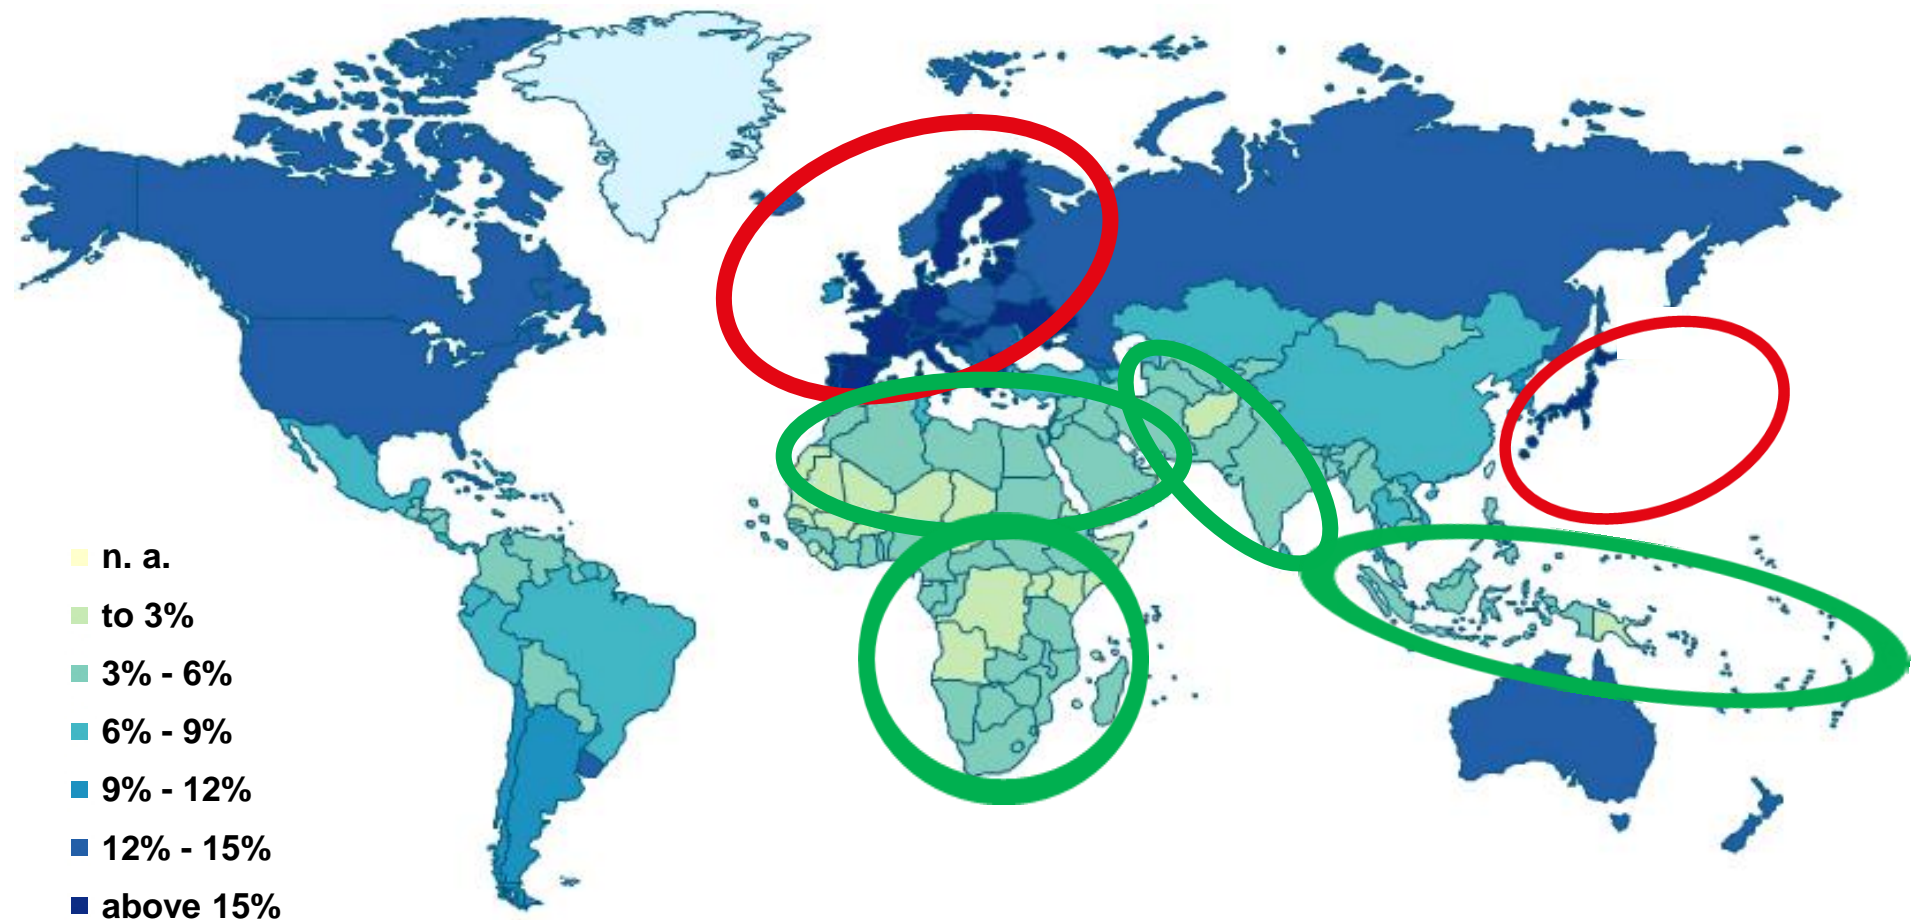 n. a.
to 3%
3% - 6%
6% - 9%
9% - 12%
12% - 15%
above 15%